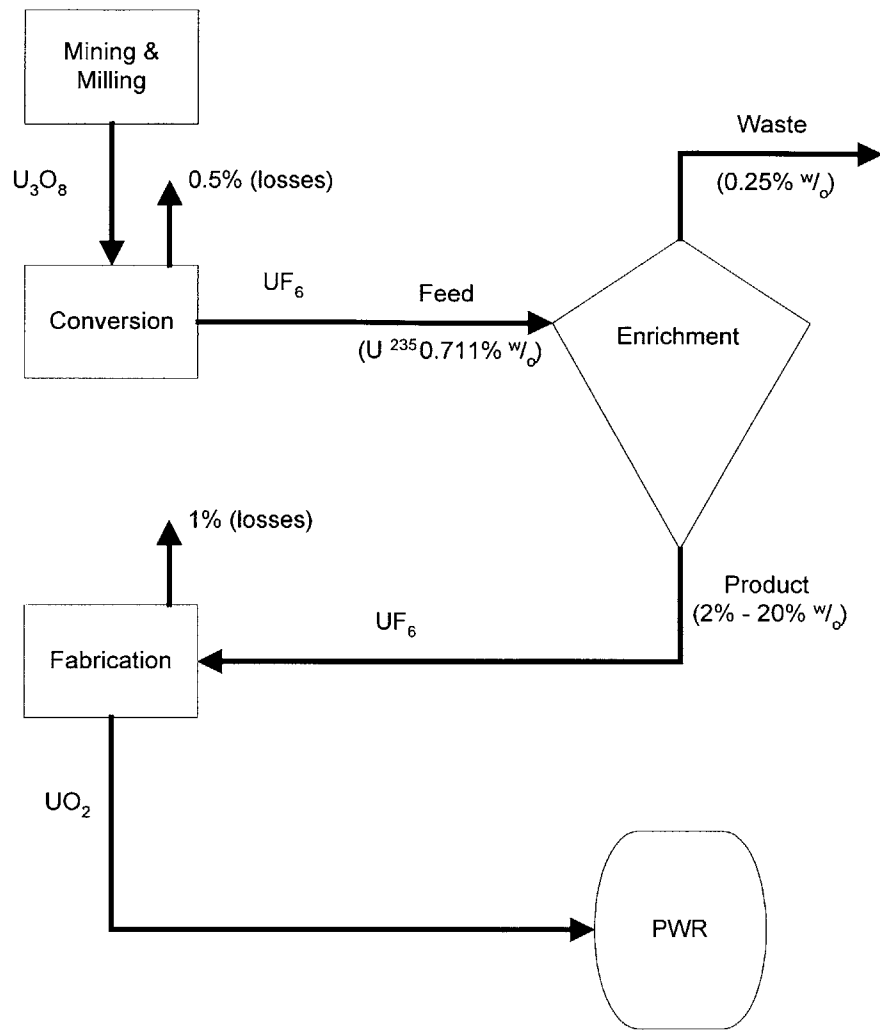 Mining &
Milling
Waste
U₃O₈
0.5% (losses)
(0.25% ʷ/ₒ)
UF₆
Feed
Conversion
Enrichment
(U ²³⁵ 0.711% ʷ/ₒ)
1% (losses)
Product
(2% - 20% ʷ/ₒ)
UF₆
Fabrication
UO₂
PWR